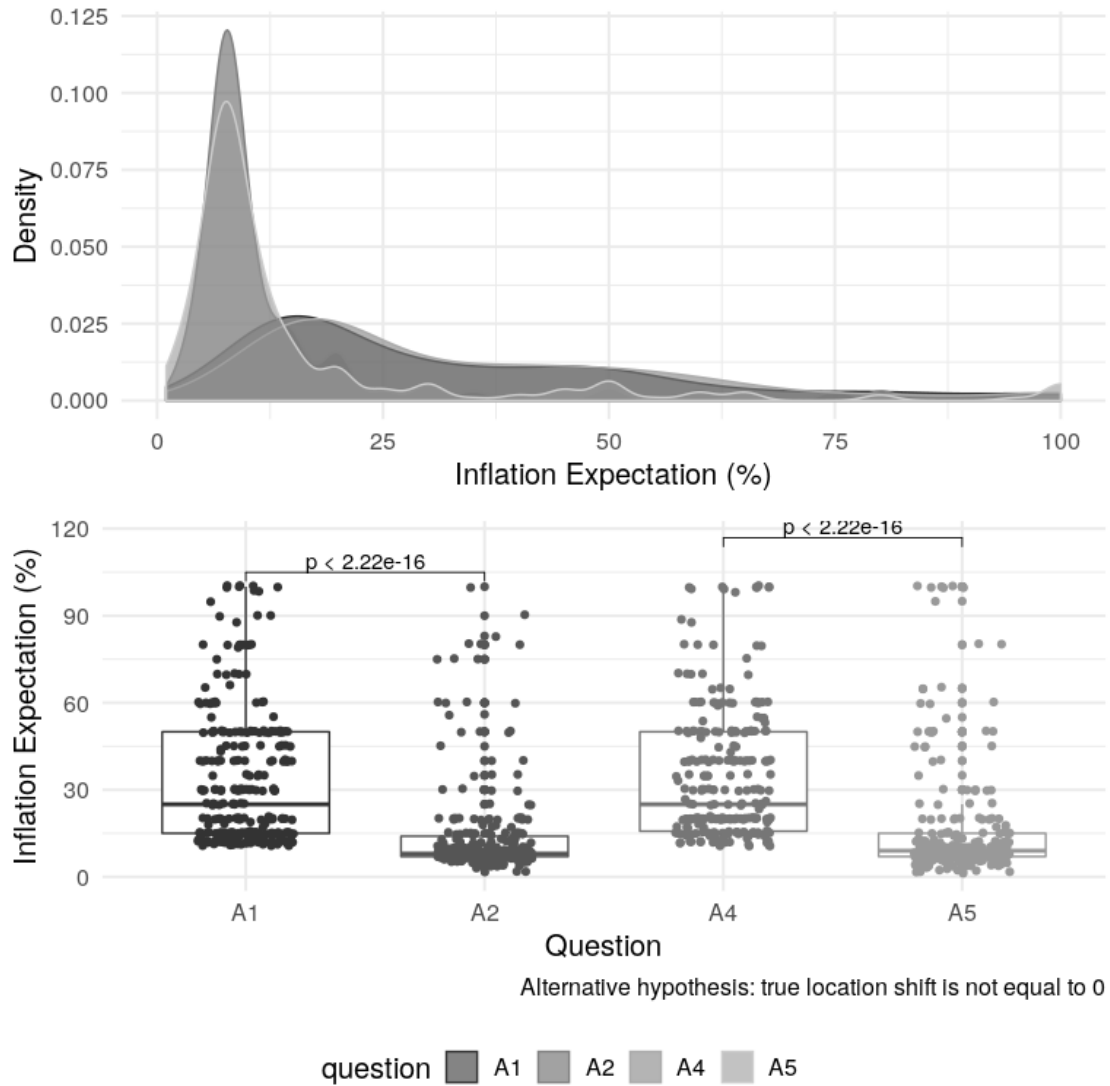 0.125
0.100
0.075
0.050
0.025
0.000
Density
0 25 50 75 100
Inflation Expectation (%)
120
90
60
30
0
Inflation Expectation (%)
p < 2.22e-16
p < 2.22e-16
A1 A2 A4 A5
Question
Alternative hypothesis: true location shift is not equal to 0
question A1 A2 A4 A5